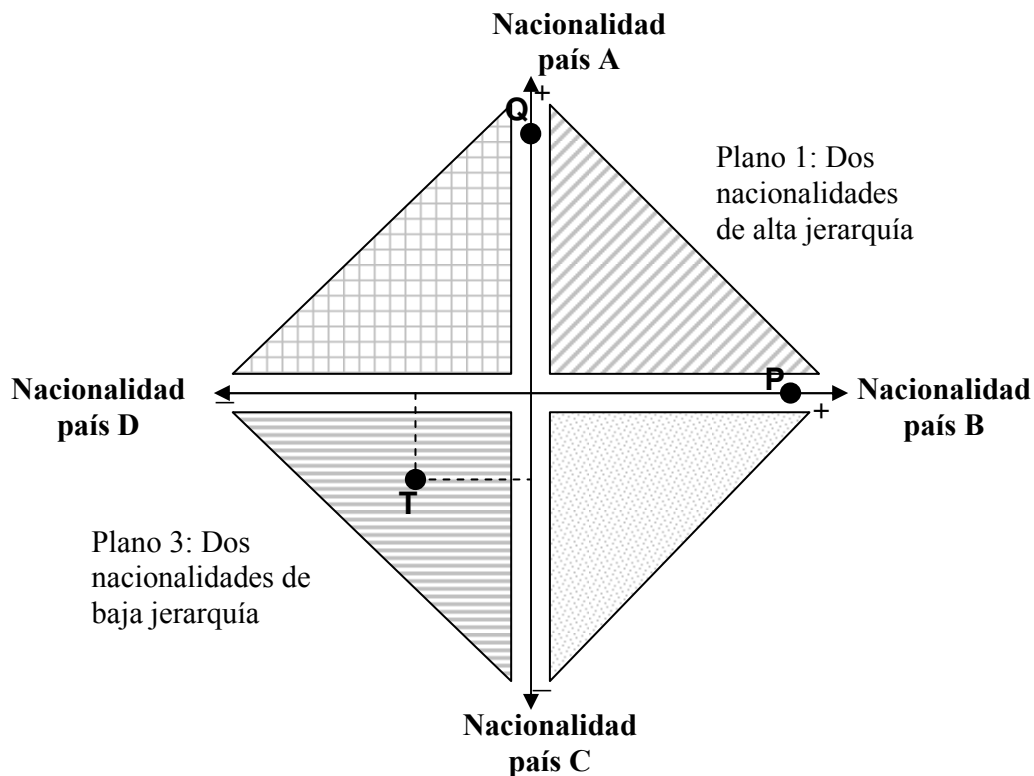 Nacionalidad
país A
+
Q
Plano 1: Dos
nacionalidades
de alta jerarquía
Nacionalidad
país D
–
P
+
Nacionalidad
país B
T
Plano 3: Dos
nacionalidades de
baja jerarquía
–
Nacionalidad
país C